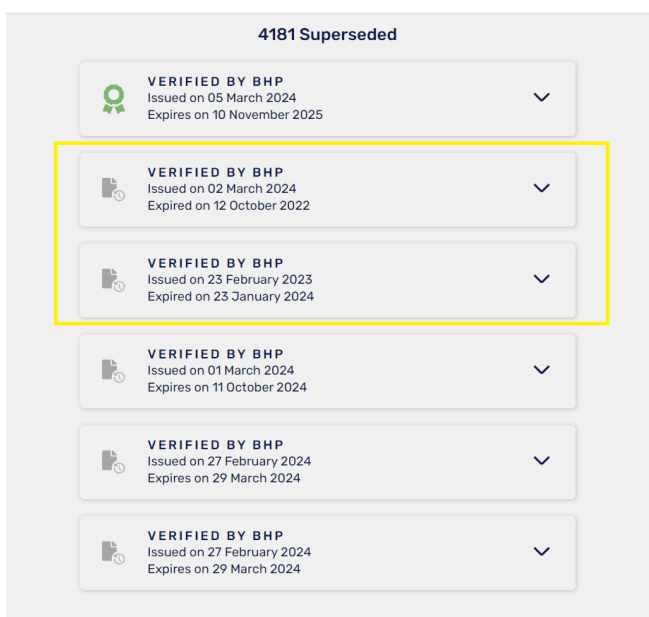 4181 Superseded
VERIFIED BY BHP
Issued on 05 March 2024
Expires on 10 November 2025
VERIFIED BY BHP
Issued on 02 March 2024
Expired on 12 October 2022
VERIFIED BY BHP
Issued on 23 February 2023
Expired on 23 January 2024
VERIFIED BY BHP
Issued on 01 March 2024
Expires on 11 October 2024
VERIFIED BY BHP
Issued on 27 February 2024
Expires on 29 March 2024
VERIFIED BY BHP
Issued on 27 February 2024
Expires on 29 March 2024